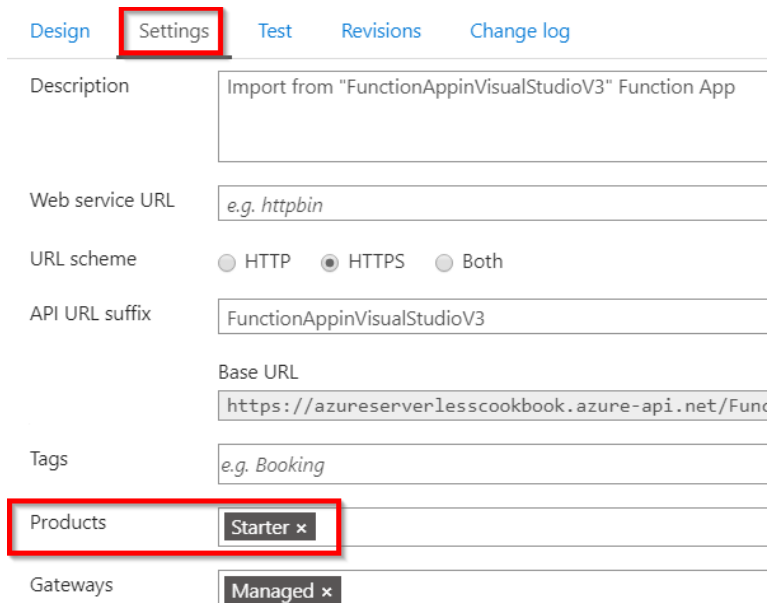 Design Settings Test Revisions Change log
Description Import from "FunctionAppinVisualStudioV3" Function App
Web service URL e.g. httpbin
URL scheme HTTP HTTPS Both
API URL suffix FunctionAppinVisualStudioV3
Base URL
https://azureserverlesscookbook.azure-api.net/Func
Tags e.g. Booking
Products Starter ×
Gateways Managed ×